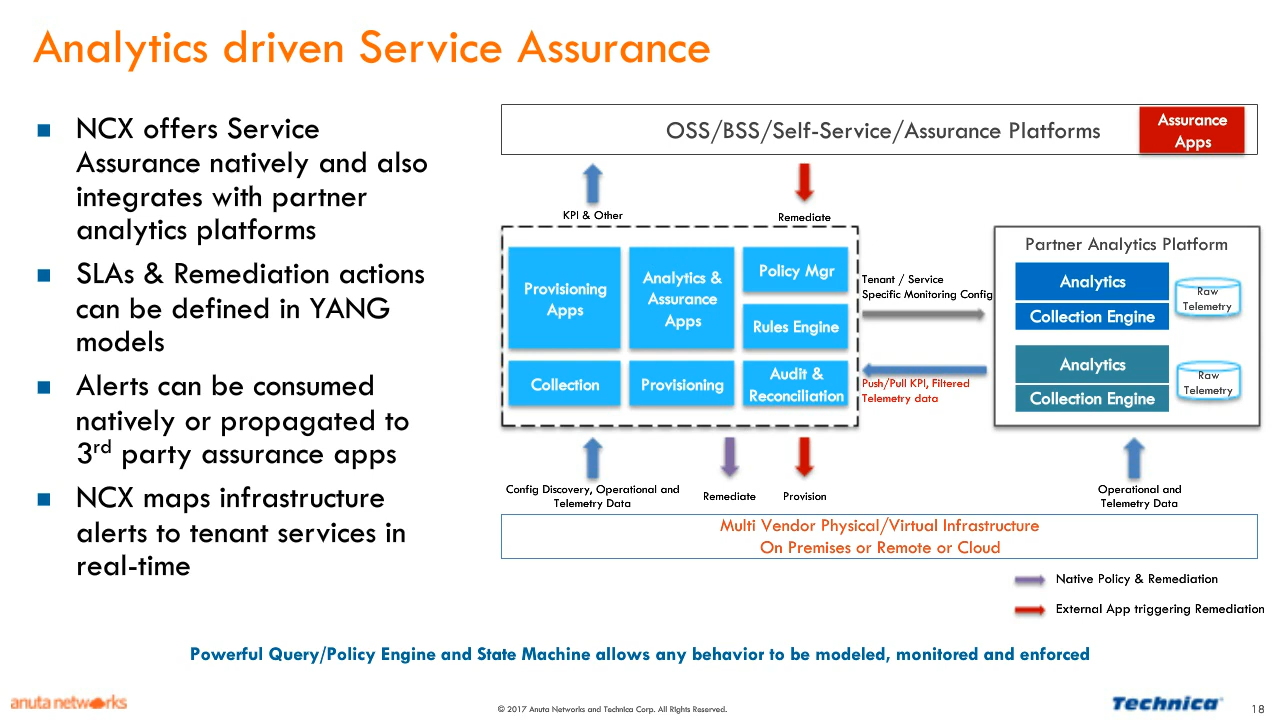 Analytics driven Service Assurance
NCX offers Service
Assurance natively and also
integrates with partner
analytics platforms
SLAs & Remediation actions
can be defined in YANG
models
Alerts can be consumed
natively or propagated to
3rd party assurance apps
NCX maps infrastructure
alerts to tenant services in
real-time
OSS/BSS/Self-Service/Assurance Platforms
Assurance
Apps
KPI & Other
Remediate
Provisioning
Apps
Analytics &
Assurance
Apps
Policy Mgr
Rules Engine
Collection
Provisioning
Audit &
Reconciliation
Tenant / Service
Specific Monitoring Config
Push/Pull KPI, Filtered
Telemetry data
Partner Analytics Platform
Analytics
Collection Engine
Raw
Telemetry
Analytics
Collection Engine
Raw
Telemetry
Config Discovery, Operational and
Telemetry Data
Remediate
Provision
Operational and
Telemetry Data
Multi Vendor Physical/Virtual Infrastructure
On Premises or Remote or Cloud
Native Policy & Remediation
External App triggering Remediation
Powerful Query/Policy Engine and State Machine allows any behavior to be modeled, monitored and enforced
anuta networks
© 2017 Anuta Networks and Technica Corp. All Rights Reserved.
Technica
18